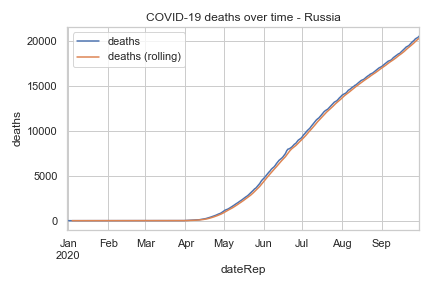 COVID-19 deaths over time - Russia
deaths
deaths (rolling)
20000
15000
10000
5000
0
deaths
Jan Feb Mar Apr May Jun Jul Aug Sep
2020
dateRep